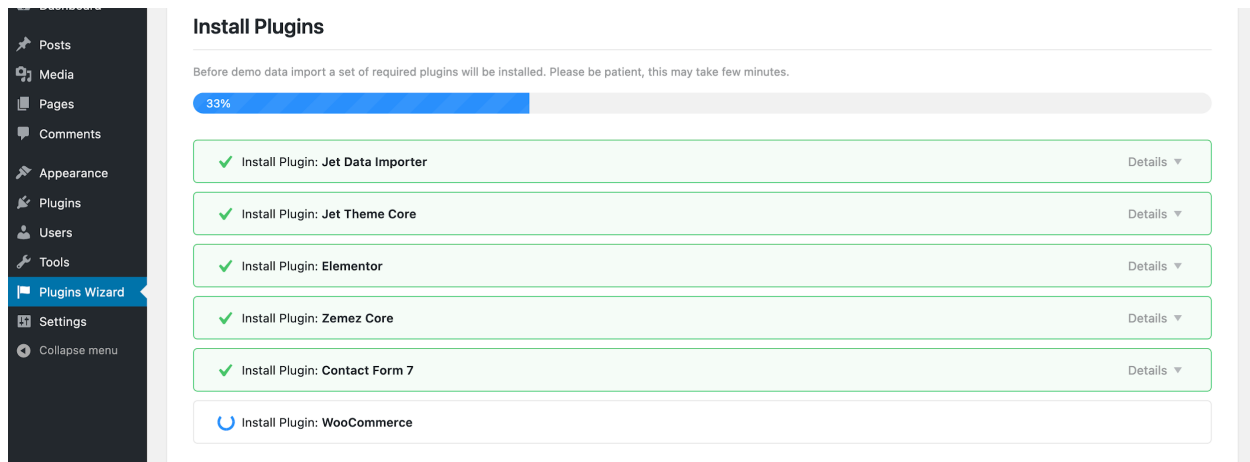 Dashboard
Posts
Media
Pages
Comments
Appearance
Plugins
Users
Tools
Plugins Wizard
Settings
Collapse menu
Install Plugins
Before demo data import a set of required plugins will be installed. Please be patient, this may take few minutes.
33%
Install Plugin: Jet Data Importer Details
Install Plugin: Jet Theme Core Details
Install Plugin: Elementor Details
Install Plugin: Zemez Core Details
Install Plugin: Contact Form 7 Details
Install Plugin: WooCommerce